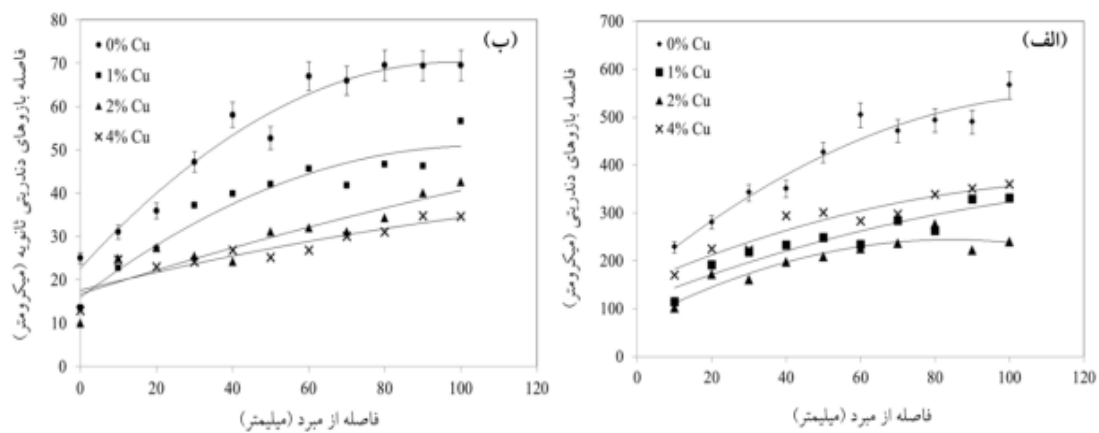 (الف)
700
600
500
400
300
200
100
0
0% Cu
1% Cu
2% Cu
4% Cu
فاصله بازوهای دندریتی (میکرومتر)
0 20 40 60 80 100 120
فاصله از مبرد (میلیمتر)
(ب)
80
70
60
50
40
30
20
10
0
0% Cu
1% Cu
2% Cu
4% Cu
فاصله بازوهای دندریتی ثانویه (میکرومتر)
0 20 40 60 80 100 120
فاصله از مبرد (میلیمتر)